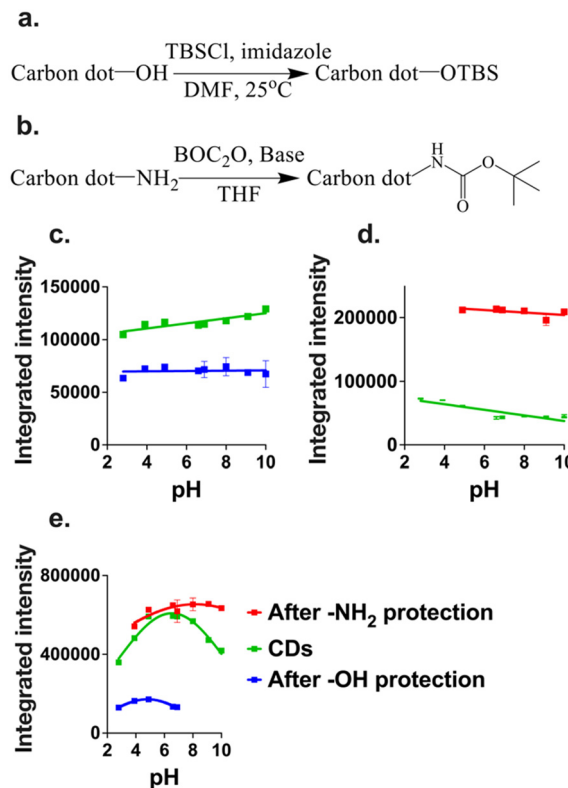 a.
TBSCl, imidazole
Carbon dot—OH
Carbon dot—OTBS
DMF, 25°C
b.
BOC₂O, Base
Carbon dot—NH₂
THF
Carbon dot
H
N
O
O
c.
Integrated intensity
150000
100000
50000
0
2 4 6 8 10
pH
d.
Integrated intensity
200000
100000
0
2 4 6 8 10
pH
e.
Integrated intensity
800000
400000
0
2 4 6 8 10
pH
After -NH₂ protection
CDs
After -OH protection